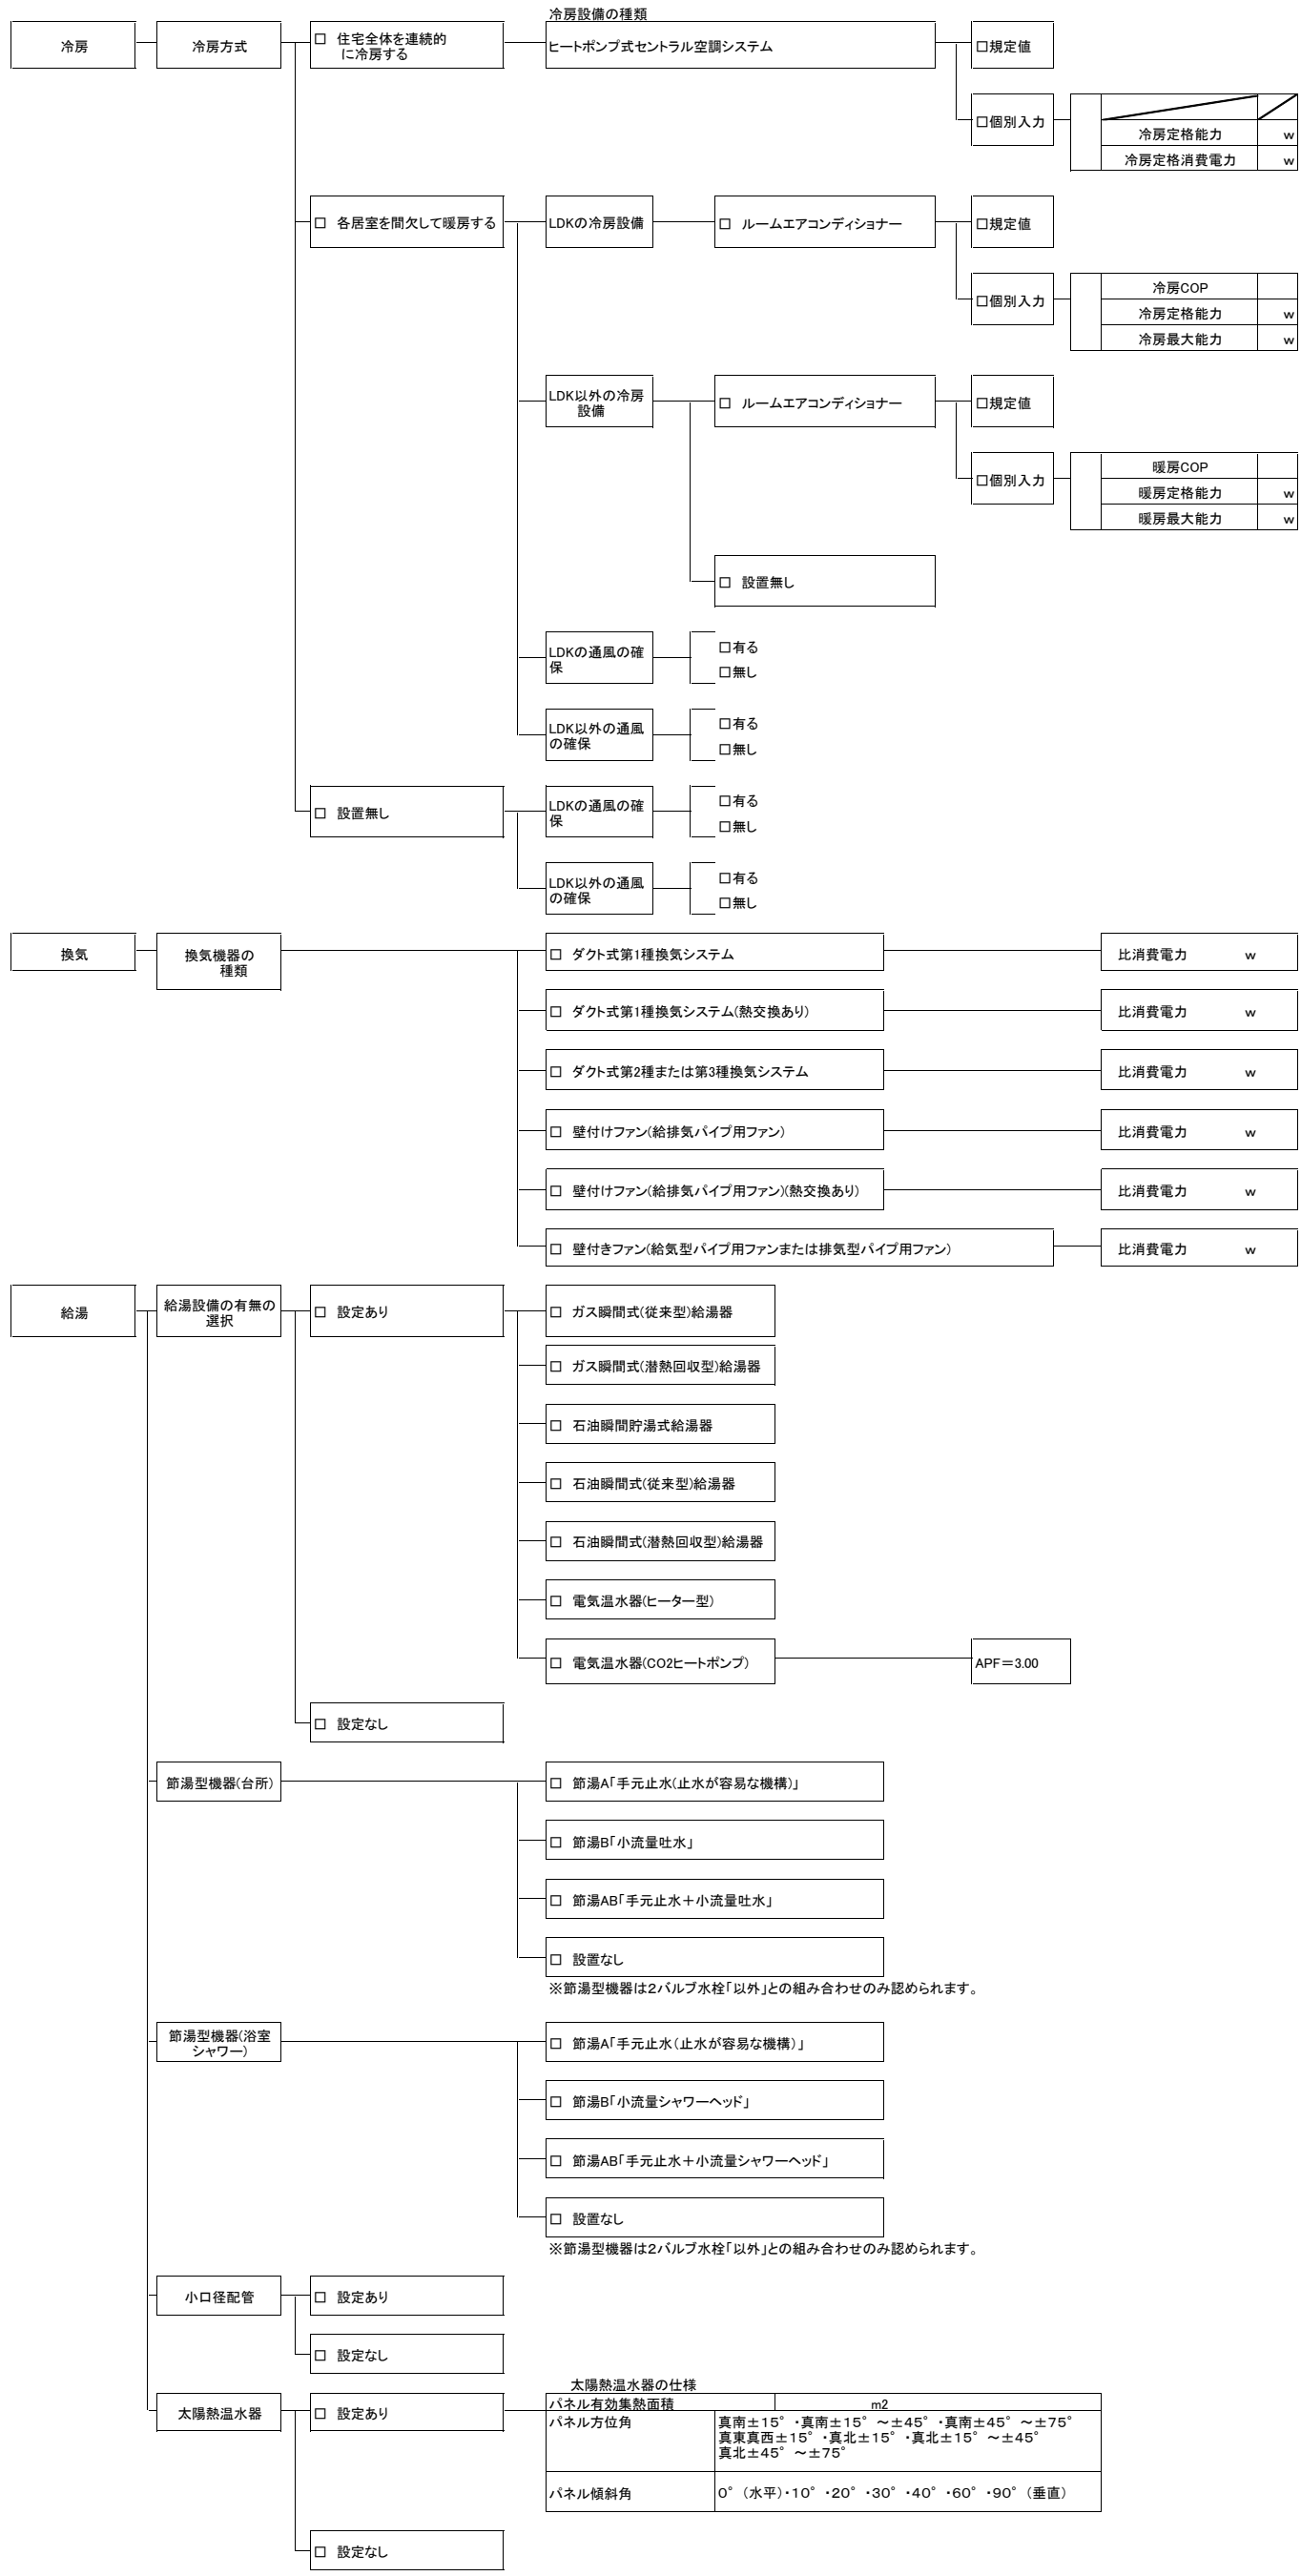 冷房設備の種類
冷房
冷房方式
□ 住宅全体を連続的
に冷房する
ヒートポンプ式セントラル空調システム
□規定値
□個別入力
冷房定格能力 w
冷房定格消費電力 w
□ 各居室を間欠して暖房する
LDKの冷房設備
□ ルームエアコンディショナー
□規定値
□個別入力
冷房COP
冷房定格能力 w
冷房最大能力 w
LDK以外の冷房
設備
□ ルームエアコンディショナー
□規定値
□個別入力
暖房COP
暖房定格能力 w
暖房最大能力 w
□ 設置無し
LDKの通風の確
保
□有る
□無し
LDK以外の通風
の確保
□有る
□無し
□ 設置無し
LDKの通風の確
保
□有る
□無し
LDK以外の通風
の確保
□有る
□無し
換気
換気機器の
種類
□ ダクト式第1種換気システム
比消費電力 w
□ ダクト式第1種換気システム(熱交換あり)
比消費電力 w
□ ダクト式第2種または第3種換気システム
比消費電力 w
□ 壁付けファン(給排気パイプ用ファン)
比消費電力 w
□ 壁付けファン(給排気パイプ用ファン)(熱交換あり)
比消費電力 w
□ 壁付きファン(給気型パイプ用ファンまたは排気型パイプ用ファン)
比消費電力 w
給湯
給湯設備の有無の
選択
□ 設定あり
□ ガス瞬間式(従来型)給湯器
□ ガス瞬間式(潜熱回収型)給湯器
□ 石油瞬間貯湯式給湯器
□ 石油瞬間式(従来型)給湯器
□ 石油瞬間式(潜熱回収型)給湯器
□ 電気温水器(ヒーター型)
□ 電気温水器(CO2ヒートポンプ)
APF＝3.00
□ 設定なし
節湯型機器(台所)
□ 節湯A｢手元止水(止水が容易な機構)｣
□ 節湯B｢小流量吐水｣
□ 節湯AB｢手元止水＋小流量吐水｣
□ 設置なし
※節湯型機器は２バルブ水栓｢以外｣との組み合わせのみ認められます。
節湯型機器(浴室
シャワー)
□ 節湯A｢手元止水(止水が容易な機構)｣
□ 節湯B｢小流量シャワーヘッド｣
□ 節湯AB｢手元止水＋小流量シャワーヘッド｣
□ 設置なし
※節湯型機器は２バルブ水栓｢以外｣との組み合わせのみ認められます。
小口径配管
□ 設定あり
□ 設定なし
太陽熱温水器の仕様
太陽熱温水器
□ 設定あり
パネル有効集熱面積 m2
パネル方位角
真南±15°・真南±15°～±45°・真南±45°～±75°
真東真西±15°・真北±15°・真北±15°～±45°
真北±45°～±75°
パネル傾斜角
0°(水平)・10°・20°・30°・40°・60°・90°(垂直)
□ 設定なし